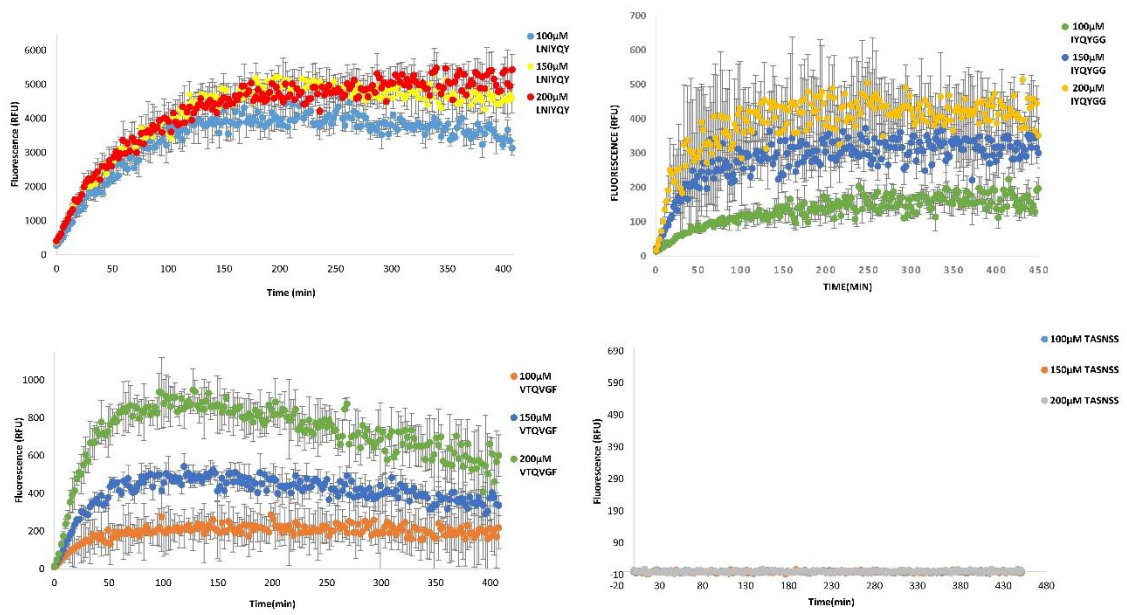 6000
5000
4000
3000
2000
1000
0
Fluorescence (RFU)
0 50 100 150 200 250 300 350 400
Time (min)
100µM
LNIYQY
150µM
LNIYQY
200µM
LNIYQY
700
600
500
400
300
200
100
0
FLUORESCENCE (RFU)
0 50 100 150 200 250 300 350 400 450
TIME(MIN)
100µM
IYQYGG
150µM
IYQYGG
200µM
IYQYGG
1000
800
600
400
200
0
Fluorescence (RFU)
0 50 100 150 200 250 300 350 400
Time(min)
100µM
VTQVGF
150µM
VTQVGF
200µM
VTQVGF
690
590
490
390
290
190
90
-10
Fluorescence (RFU)
-20 30 80 130 180 230 280 330 380 430 480
Time(min)
100µM TASNSS
150µM TASNSS
200µM TASNSS